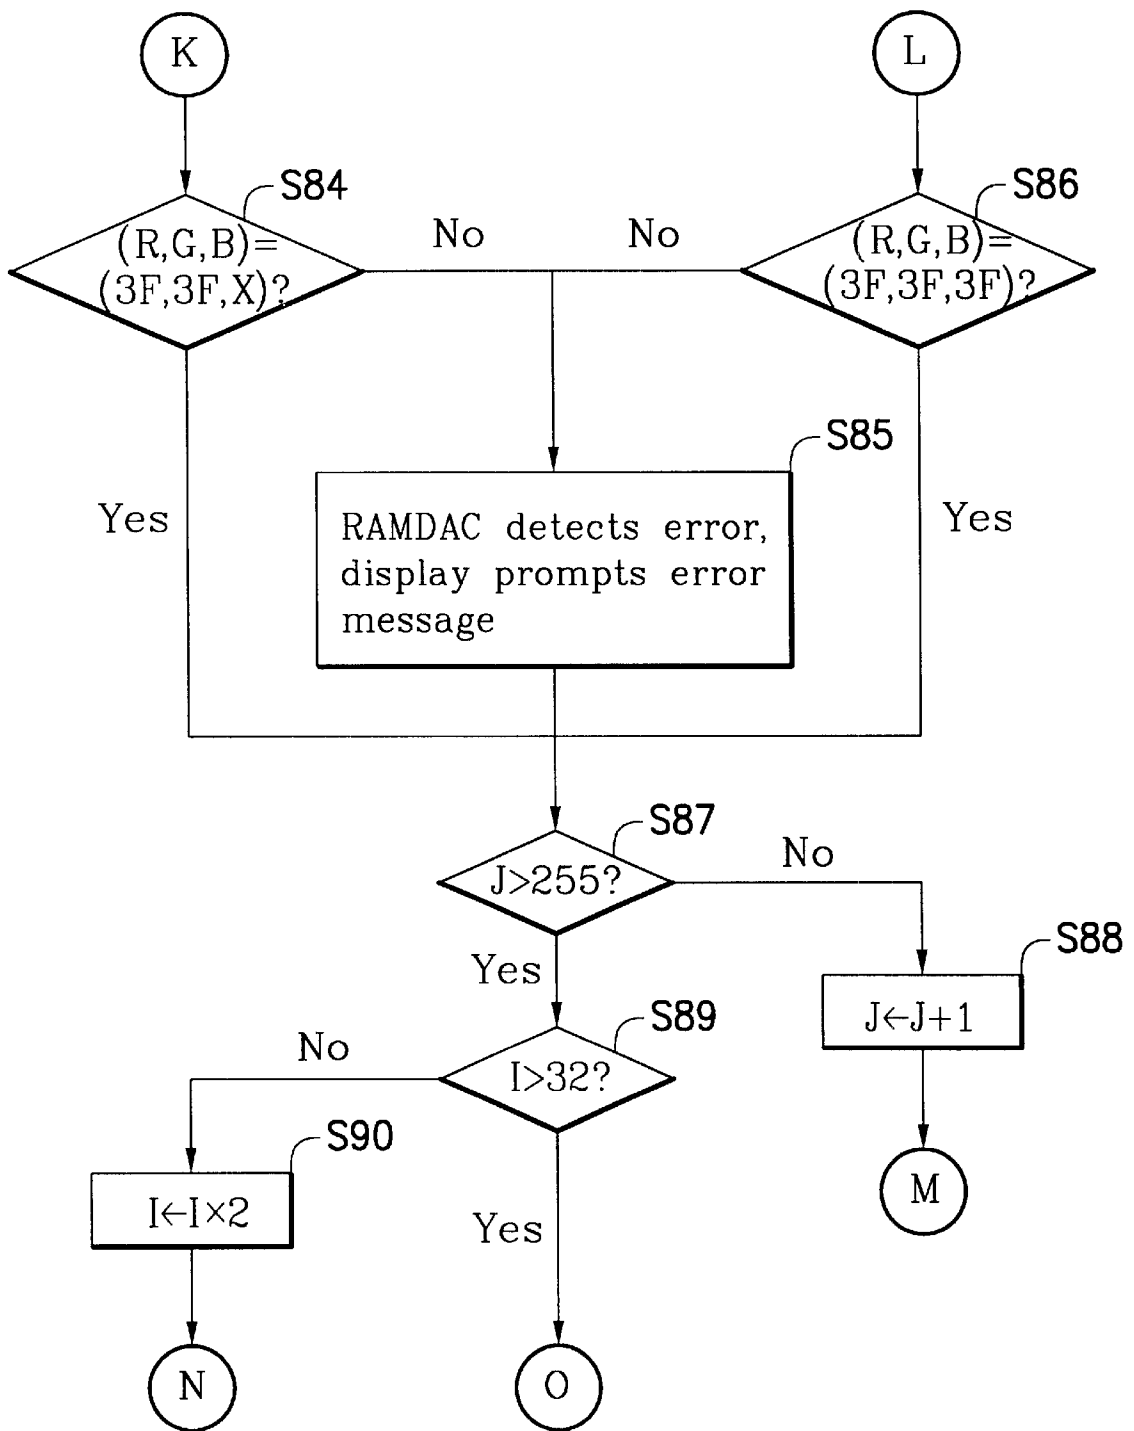 K
L
S84
S86
(R,G,B)=
(3F,3F,X)?
No
No
(R,G,B)=
(3F,3F,3F)?
S85
Yes
RAMDAC detects error,
display prompts error
message
Yes
S87
J>255?
No
S88
Yes
J←J+1
S89
No
I>32?
S90
M
I←I×2
Yes
N
O